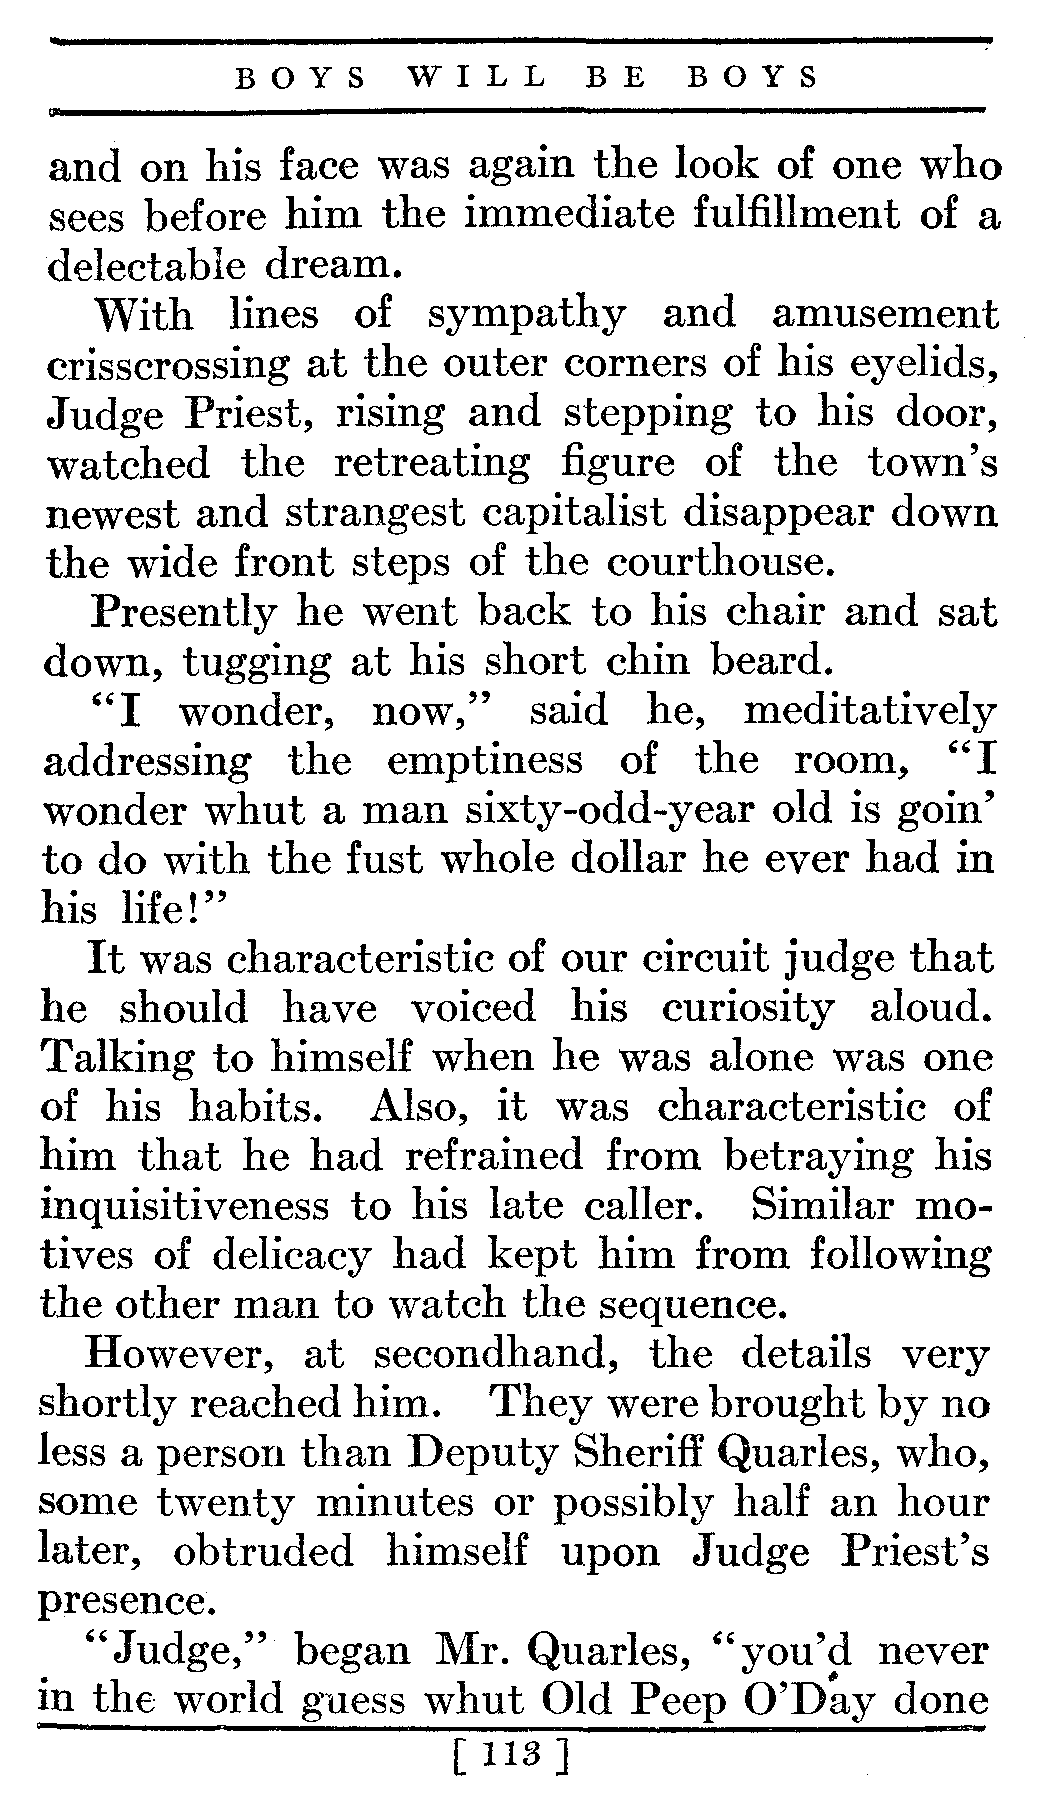 BOYS WILL BE BOYS
and on his face was again the look of one who
sees before him the immediate fulfillment of a
delectable dream.
With lines of sympathy and amusement
crisscrossing at the outer corners of his eyelids,
Judge Priest, rising and stepping to his door,
watched the retreating figure of the town's
newest and strangest capitalist disappear down
the wide front steps of the courthouse.
Presently he went back to his chair and sat
down, tugging at his short chin beard.
“I wonder, now,” said he, meditatively
addressing the emptiness of the room, “I
wonder whut a man sixty-odd-year old is goin'
to do with the fust whole dollar he ever had in
his life!”
It was characteristic of our circuit judge that
he should have voiced his curiosity aloud.
Talking to himself when he was alone was one
of his habits. Also, it was characteristic of
him that he had refrained from betraying his
inquisitiveness to his late caller. Similar mo-
tives of delicacy had kept him from following
the other man to watch the sequence.
However, at secondhand, the details very
shortly reached him. They were brought by no
less a person than Deputy Sheriff Quarles, who,
some twenty minutes or possibly half an hour
later, obtruded himself upon Judge Priest's
presence.
“Judge,” began Mr. Quarles, “you'd never
in the world guess whut Old Peep O'Day done
[ 113 ]